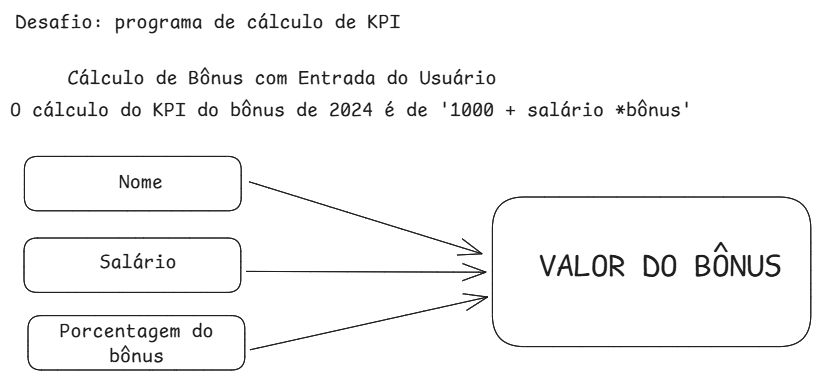 Desafio: programa de cálculo de KPI
Cálculo de Bônus com Entrada do Usuário
O cálculo do KPI do bônus de 2024 é de '1000 + salário *bônus'
Nome
Salário
Porcentagem do
bônus
VALOR DO BÔNUS